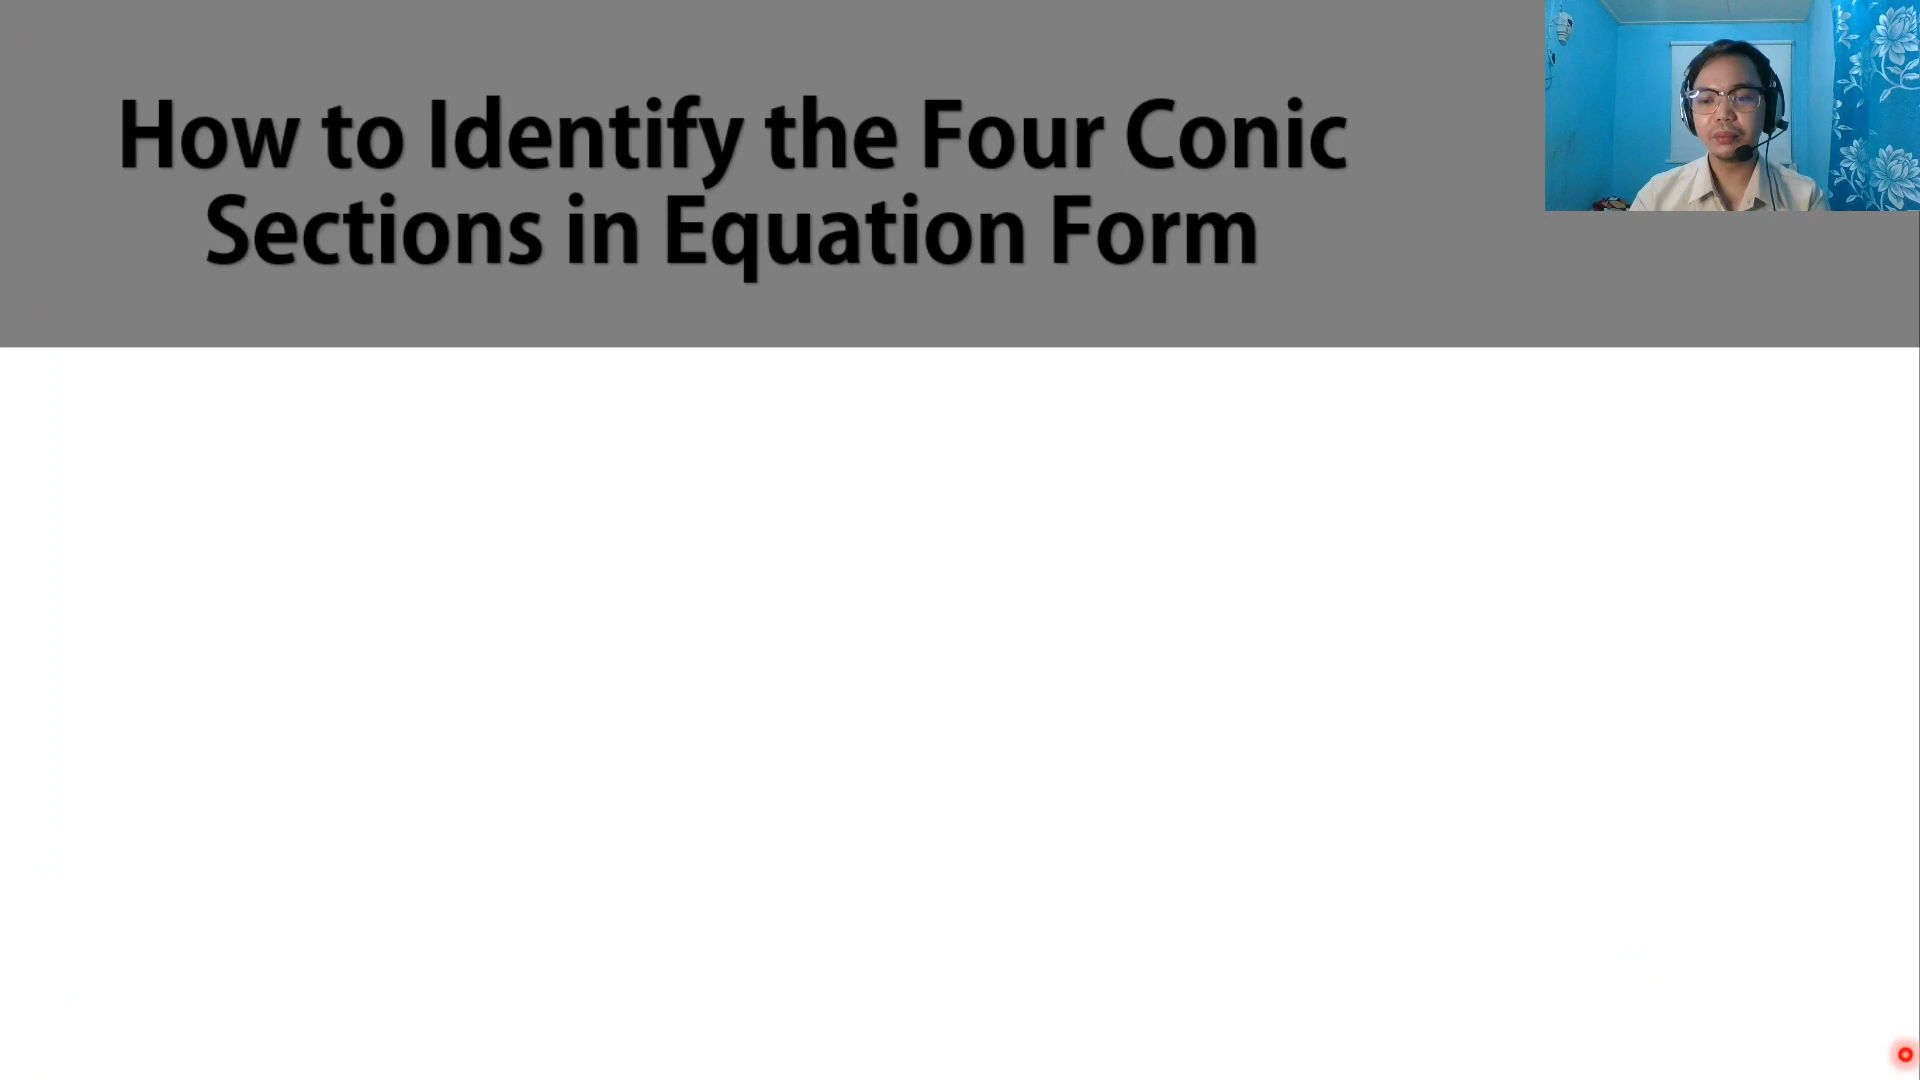 How to Identify the Four Conic
Sections in Equation Form